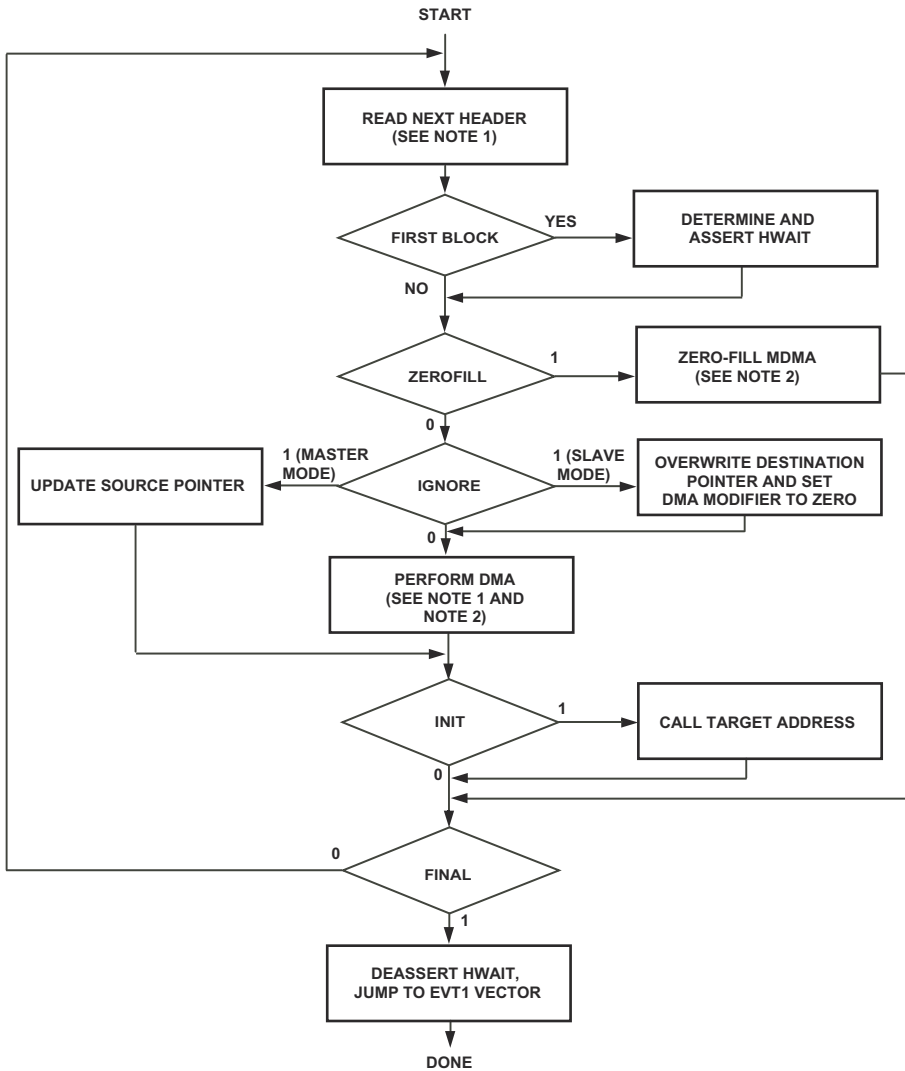 START
READ NEXT HEADER
(SEE NOTE 1)
FIRST BLOCK
YES
DETERMINE AND
ASSERT HWAIT
NO
ZEROFILL
1
ZERO-FILL MDMA
(SEE NOTE 2)
0
UPDATE SOURCE POINTER
1 (MASTER
MODE)
IGNORE
1 (SLAVE
MODE)
OVERWRITE DESTINATION
POINTER AND SET
DMA MODIFIER TO ZERO
0
PERFORM DMA
(SEE NOTE 1 AND
NOTE 2)
INIT
1
CALL TARGET ADDRESS
0
0
FINAL
1
DEASSERT HWAIT,
JUMP TO EVT1 VECTOR
DONE